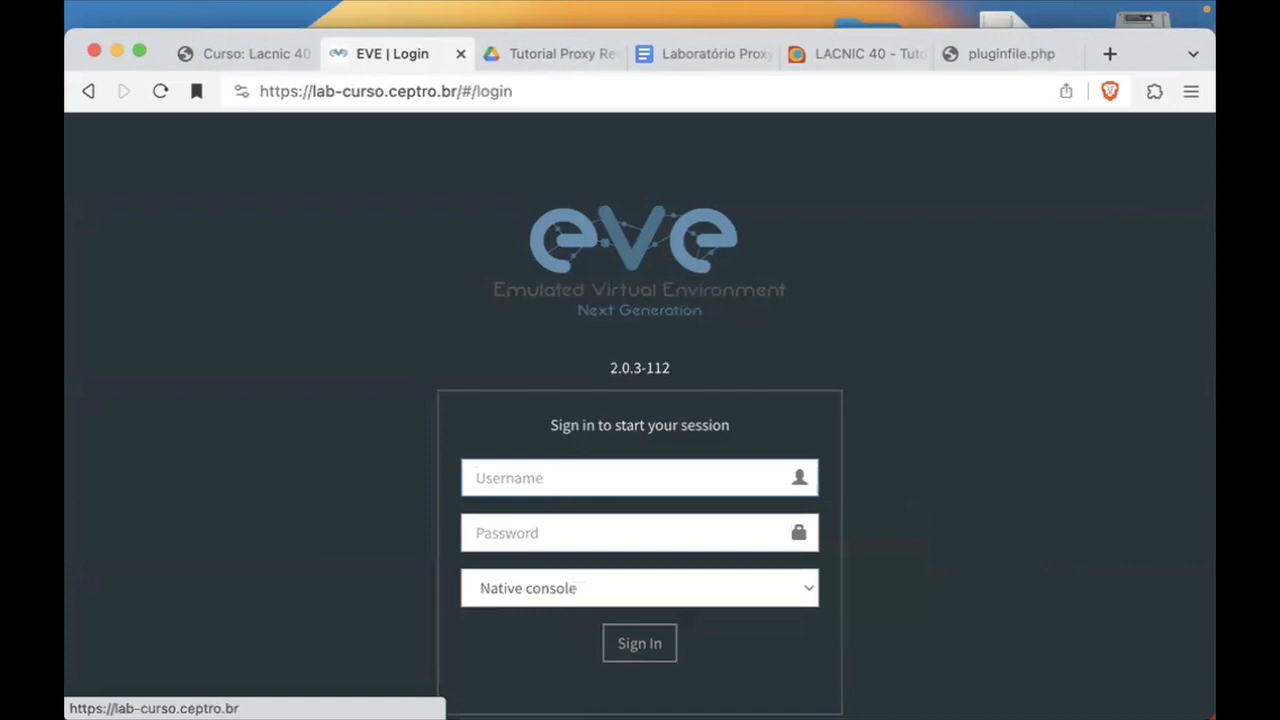 Curso: Lacnic 40
EVE | Login
Tutorial Proxy Re
Laboratório Proxy
LACNIC 40 - Tuto
pluginfile.php
https://lab-curso.ceptro.br/#/login
eve
Emulated Virtual Environment
Next Generation
2.0.3-112
Sign in to start your session
Username
Password
Native console
Sign In
https://lab-curso.ceptro.br